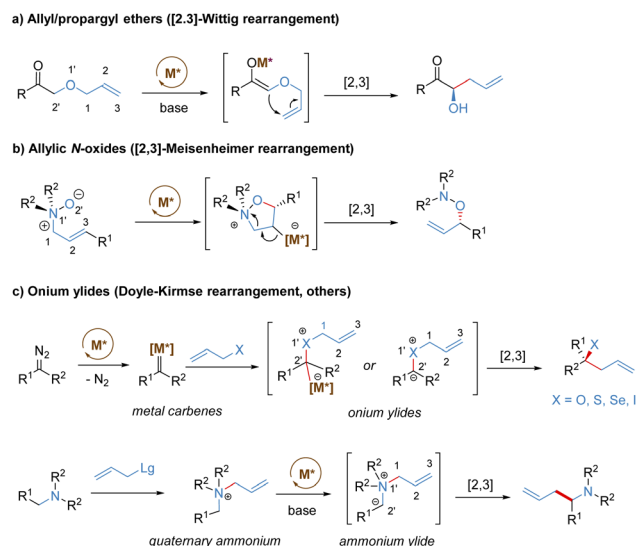 a) Allyl/propargyl ethers ([2.3]-Wittig rearrangement)
O
1'
R
O
2
2'
1
3
M*
base
OM*
R
O
[2,3]
O
R
OH
b) Allylic N-oxides ([2,3]-Meisenheimer rearrangement)
R2
R2
N
O
⊖
1'
2'
⊕
1
2
3
R1
M*
R2
R2
N
O
R1
⊕
⊖
[M*]
[2,3]
R2
R2
N
O
R1
c) Onium ylides (Doyle-Kirmse rearrangement, others)
N2
R1
R2
M*
- N2
[M*]
R1
R2
X
⊕
X
1'
1
2
3
2'
R1
R2
⊖
[M*]
or
⊕
X
1'
1
2
3
2'
R1
R2
⊖
[2,3]
R1
X
R2
metal carbenes
onium ylides
X = O, S, Se, I
R1
N
R2
R2
Lg
R2
R2
N
⊕
R1
M*
base
R2
R2
N
⊕
1'
1
2
3
⊖
R1
2'
[2,3]
R2
N
R2
R1
quaternary ammonium
ammonium ylide